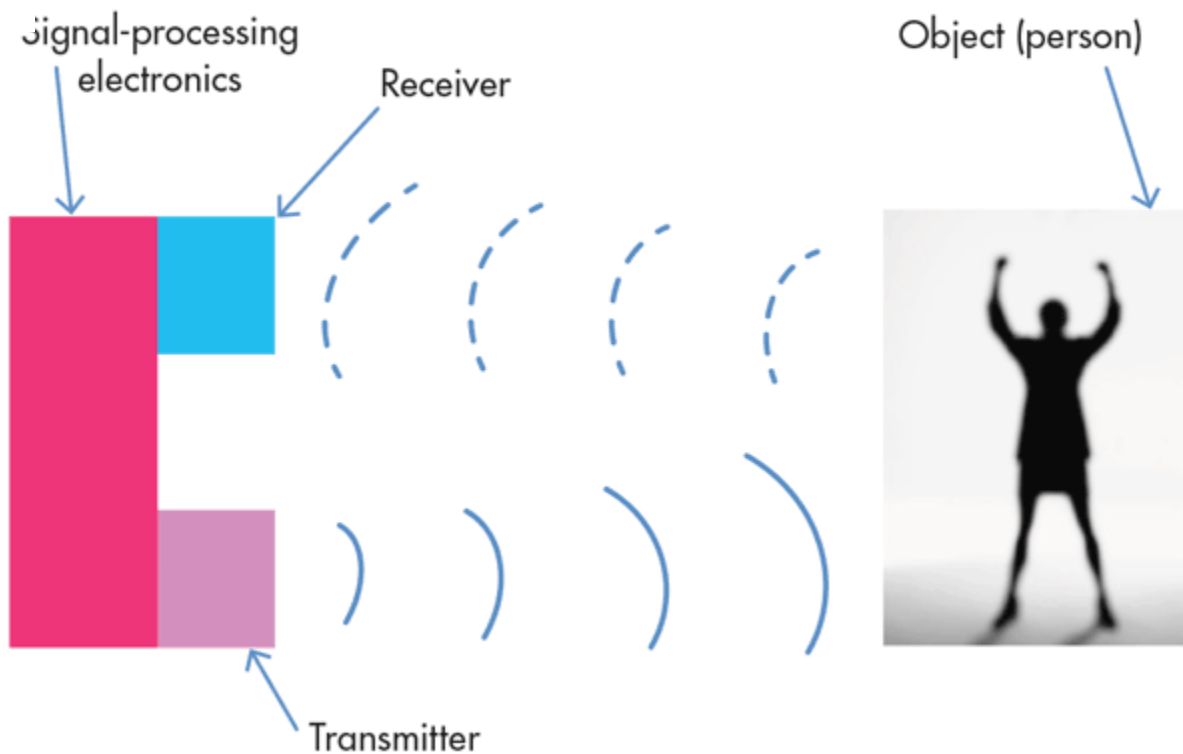 Signal-processing
electronics
Receiver
Object (person)
Transmitter